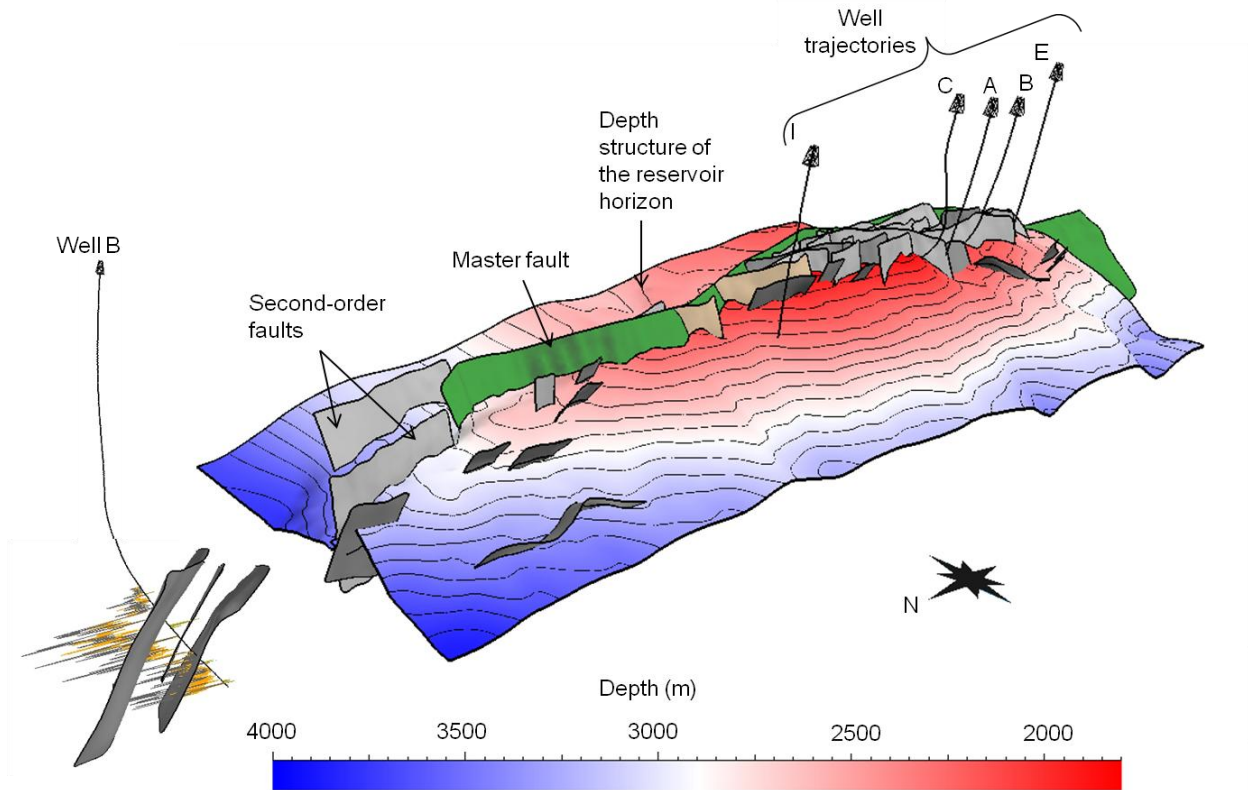 Well
trajectories
E
C
A
B
I
Depth
structure of
the reservoir
horizon
Well B
Master fault
Second-order
faults
N
Depth (m)
4000
3500
3000
2500
2000